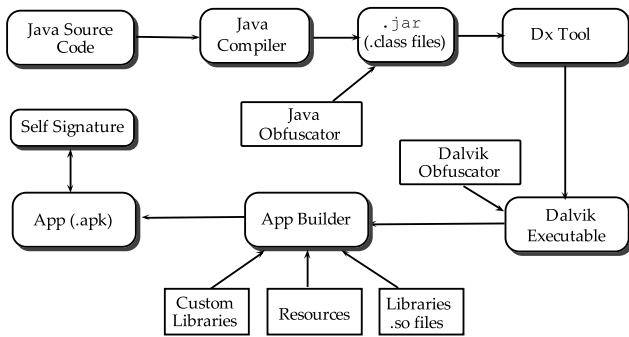 Java Source
Code
Java
Compiler
.jar
(.class files)
Dx Tool
Java
Obfuscator
Self Signature
Dalvik
Obfuscator
App (.apk)
App Builder
Dalvik
Executable
Custom
Libraries
Resources
Libraries
.so files